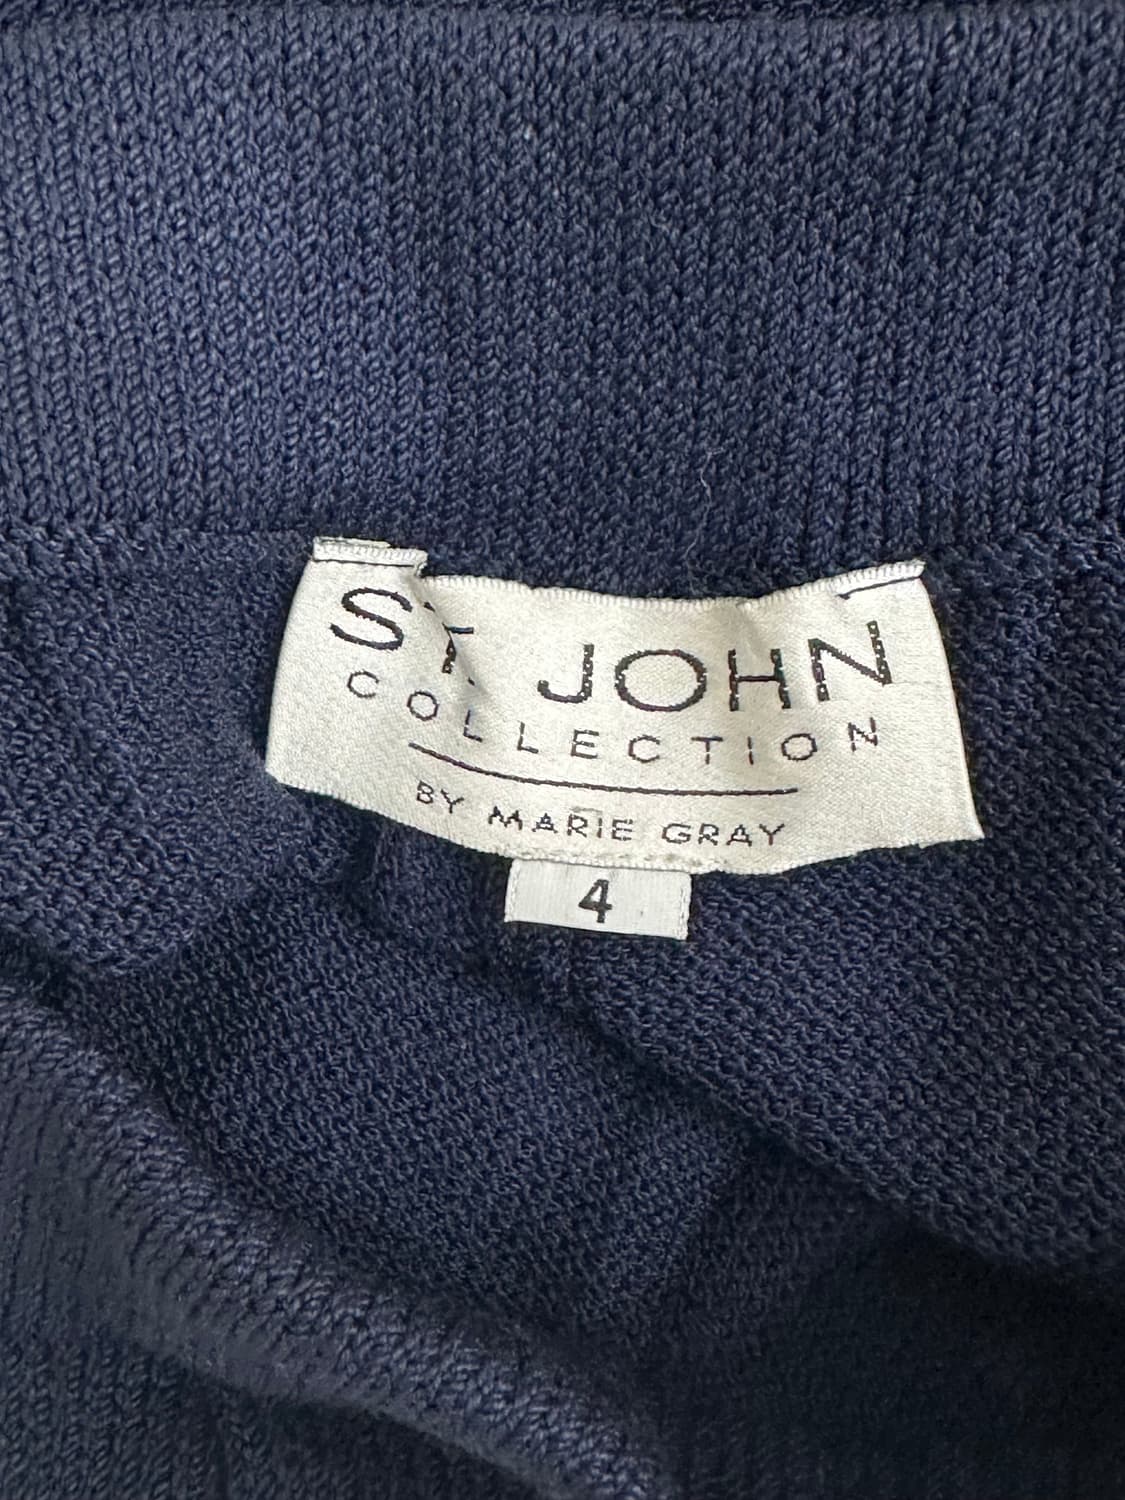 ST. JOHN
COLLECTION
BY MARIE GRAY
4